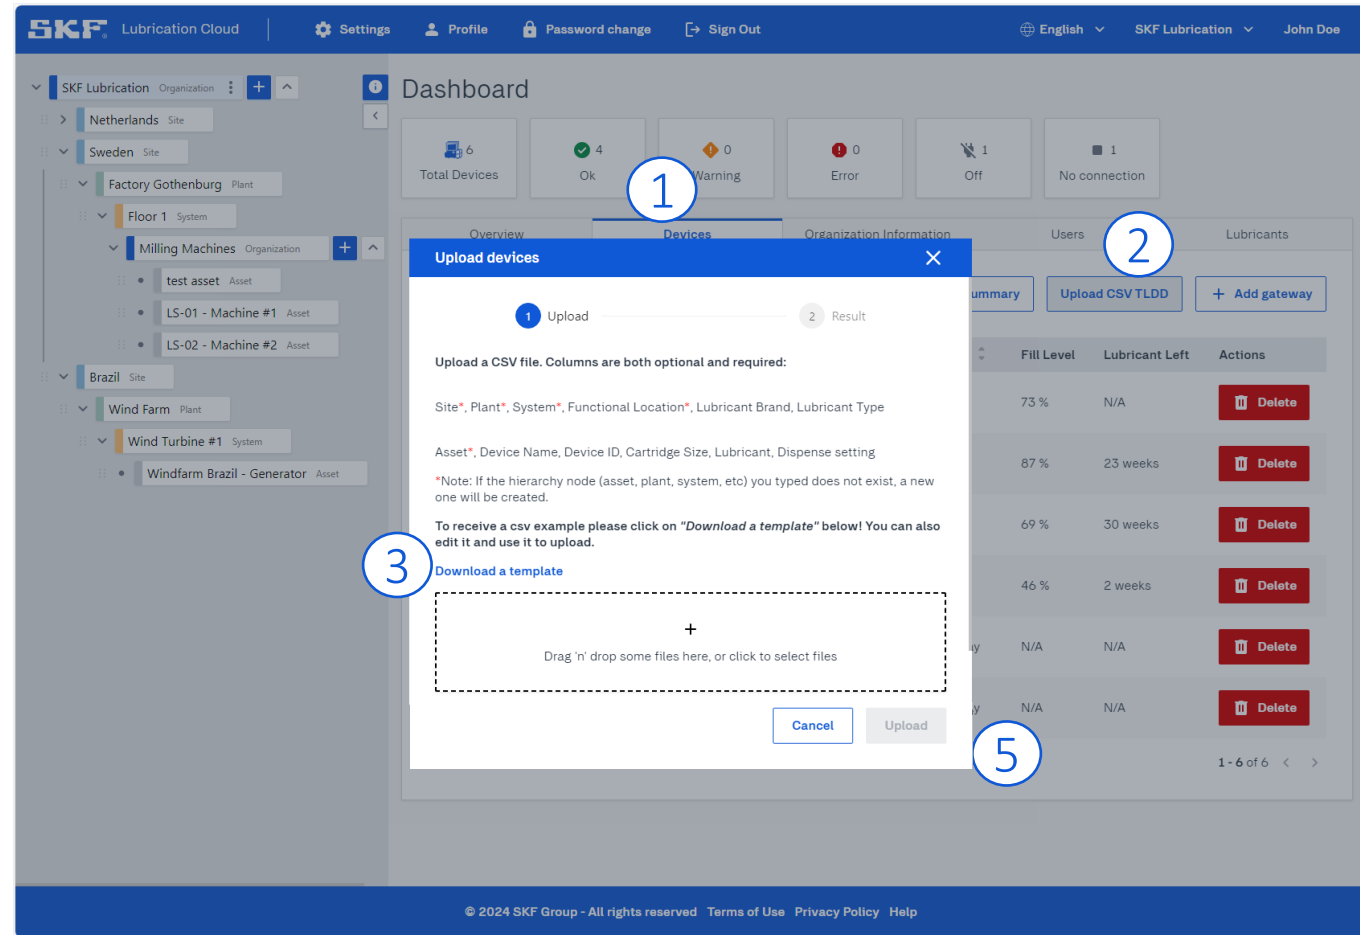 SKF. Lubrication Cloud Settings Profile Password change Sign Out English SKF Lubrication John Doe
SKF Lubrication Organization
Netherlands Site
Sweden Site
Factory Gothenburg Plant
Floor 1 System
Milling Machines Organization
test asset Asset
LS-01 - Machine #1 Asset
LS-02 - Machine #2 Asset
Brazil Site
Wind Farm Plant
Wind Turbine #1 System
Windfarm Brazil - Generator Asset
Dashboard
6
Total Devices
4
Ok
0
Warning
0
Error
1
Off
1
No connection
1
2
Overview Devices Organization Information Users Lubricants
Upload CSV TLDD + Add gateway
Upload devices
1 Upload 2 Result
Upload a CSV file. Columns are both optional and required:
Site*, Plant*, System*, Functional Location*, Lubricant Brand, Lubricant Type
Asset*, Device Name, Device ID, Cartridge Size, Lubricant, Dispense setting
*Note: If the hierarchy node (asset, plant, system, etc) you typed does not exist, a new
one will be created.
To receive a csv example please click on "Download a template" below! You can also
edit it and use it to upload.
3
Download a template
+
Drag 'n' drop some files here, or click to select files
Cancel Upload
5
Fill Level Lubricant Left Actions
73 % N/A Delete
87 % 23 weeks Delete
69 % 30 weeks Delete
46 % 2 weeks Delete
N/A N/A Delete
N/A N/A Delete
1 - 6 of 6
© 2024 SKF Group - All rights reserved Terms of Use Privacy Policy Help